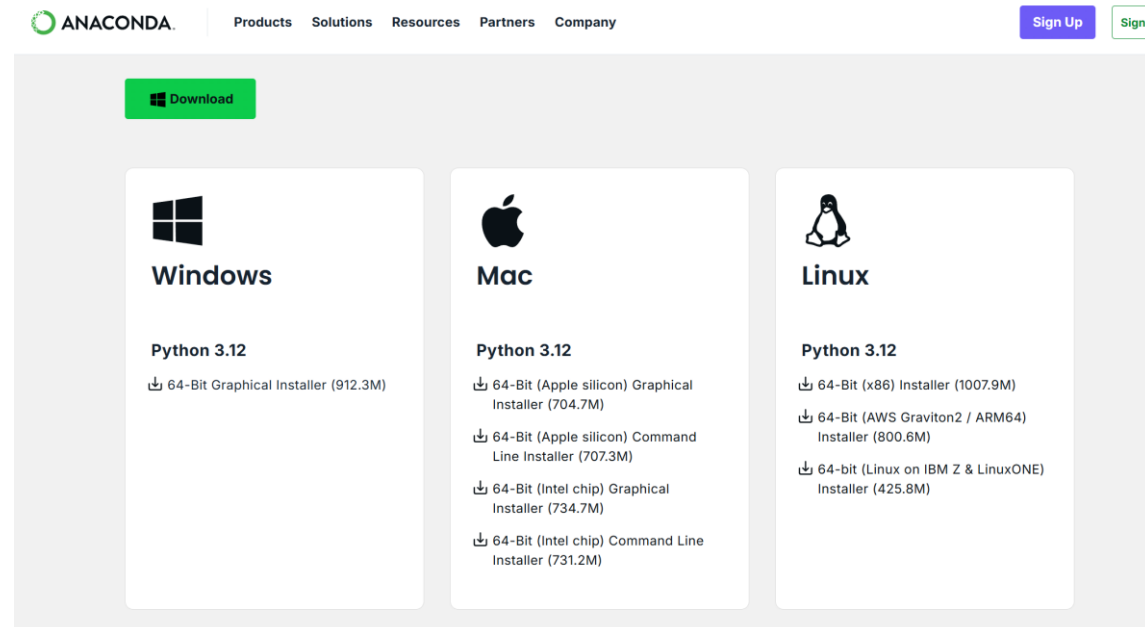 ANACONDA.
Products Solutions Resources Partners Company
Sign Up
Sign
Download
Windows
Python 3.12
64-Bit Graphical Installer (912.3M)
Mac
Python 3.12
64-Bit (Apple silicon) Graphical
Installer (704.7M)
64-Bit (Apple silicon) Command
Line Installer (707.3M)
64-Bit (Intel chip) Graphical
Installer (734.7M)
64-Bit (Intel chip) Command Line
Installer (731.2M)
Linux
Python 3.12
64-Bit (x86) Installer (1007.9M)
64-Bit (AWS Graviton2 / ARM64)
Installer (800.6M)
64-bit (Linux on IBM Z & LinuxONE)
Installer (425.8M)